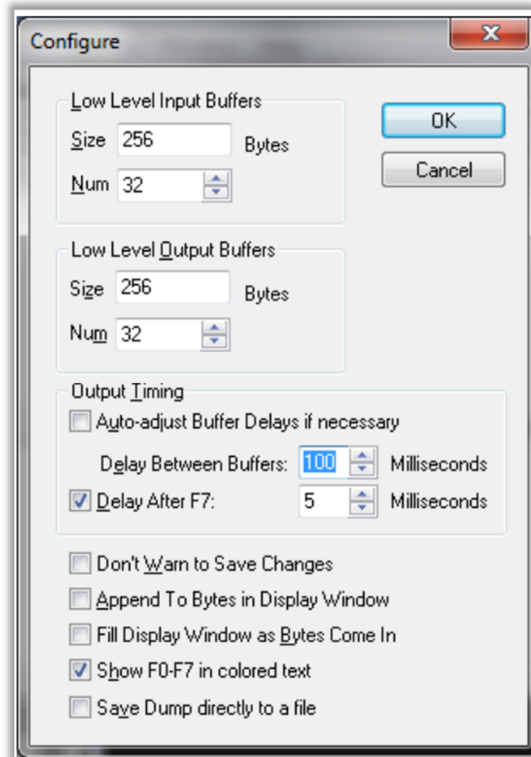 Configure
Low Level Input Buffers
Size 256 Bytes
Num 32
OK
Cancel
Low Level Output Buffers
Size 256 Bytes
Num 32
Output Timing
Auto-adjust Buffer Delays if necessary
Delay Between Buffers: 100 Milliseconds
Delay After F7: 5 Milliseconds
Don't Warn to Save Changes
Append To Bytes in Display Window
Fill Display Window as Bytes Come In
Show F0-F7 in colored text
Save Dump directly to a file